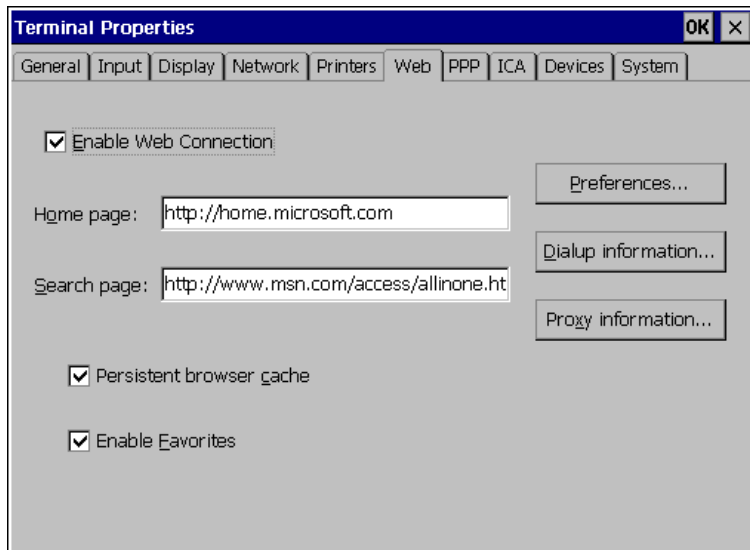 Terminal Properties OK ×
General Input Display Network Printers Web PPP ICA Devices System
Enable Web Connection
Preferences...
Home page: http://home.microsoft.com
Dialup information...
Search page: http://www.msn.com/access/allinone.ht
Proxy information...
Persistent browser cache
Enable Favorites